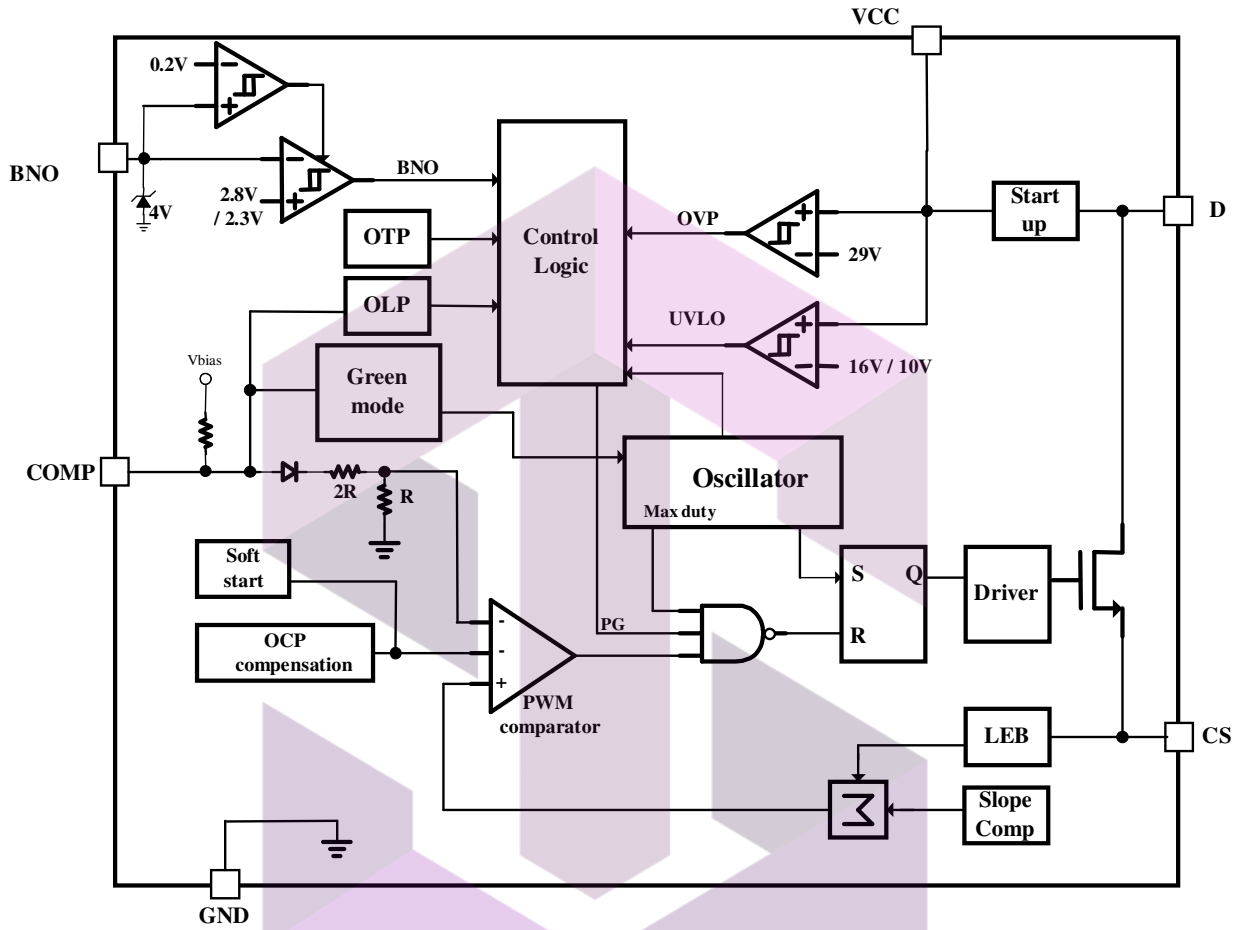 VCC
0.2V
−
+
BNO
−
+
2.8V
/ 2.3V
4V
BNO
OTP
OLP
Control
Logic
OVP
+
−
29V
Start
up
D
UVLO
+
−
16V / 10V
Vbias
Green
mode
COMP
2R
R
Oscillator
Max duty
Soft
start
OCP
compensation
PG
-
-
+
PWM
comparator
S
Q
R
Driver
LEB
CS
Σ
Slope
Comp
GND